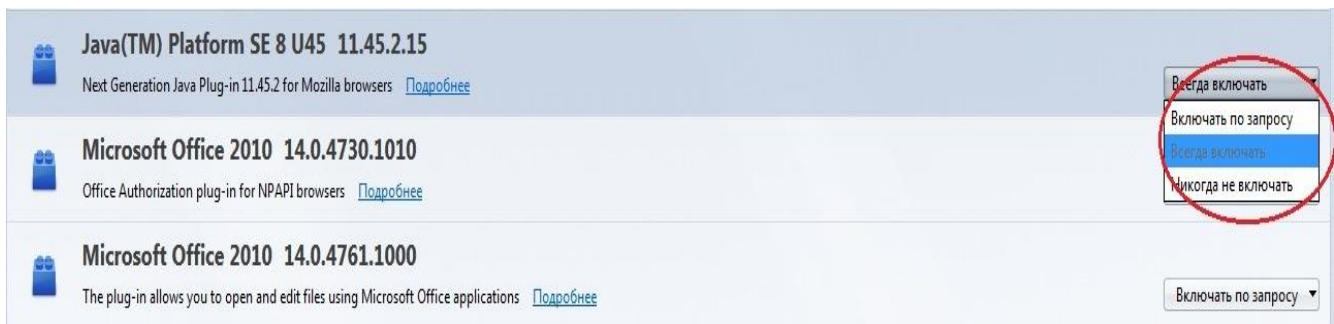 Java(TM) Platform SE 8 U45 11.45.2.15
Next Generation Java Plug-in 11.45.2 for Mozilla browsers Подробнее
Всегда включать
Включать по запросу
Всегда включать
Никогда не включать
Microsoft Office 2010 14.0.4730.1010
Office Authorization plug-in for NPAPI browsers Подробнее
Microsoft Office 2010 14.0.4761.1000
The plug-in allows you to open and edit files using Microsoft Office applications Подробнее
Включать по запросу